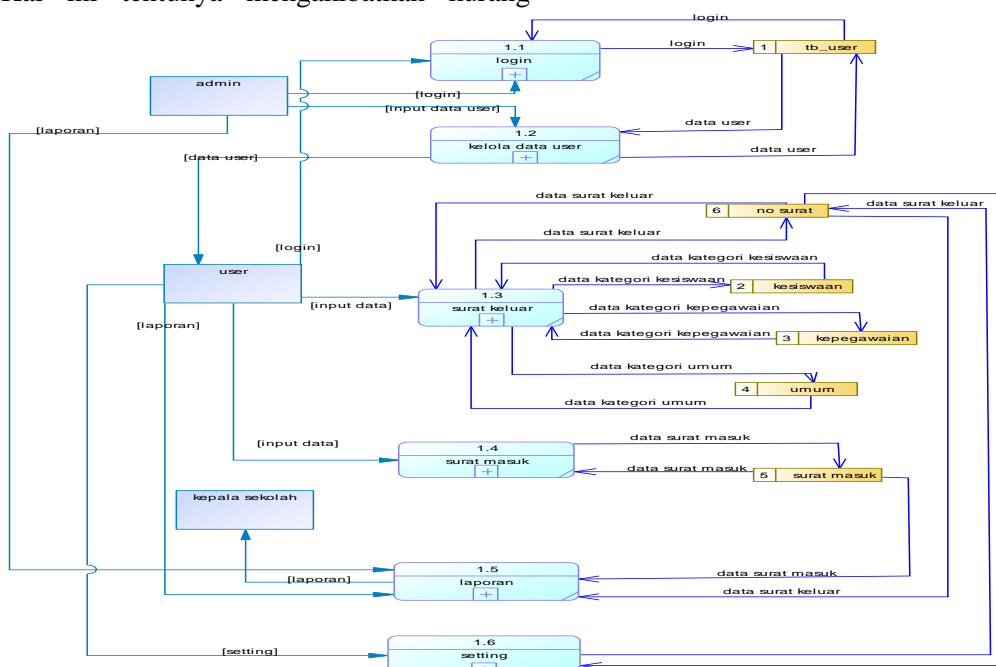 login
1.1
login
login
1
tb_user
admin
[login]
[input data user]
data user
[laporan]
1.2
kelola data user
[data user]
data user
data surat keluar
6
no surat
data surat keluar
data surat keluar
[login]
data kategori kesiswaan
user
data kategori kesiswaan
2
kesiswaan
1.3
surat keluar
[input data]
data kategori kepegawaian
[laporan]
data kategori kepegawaian
3
kepegawaian
data kategori umum
4
umum
data kategori umum
data surat masuk
[input data]
1.4
surat masuk
data surat masuk
5
surat masuk
kepala sekolah
1.5
laporan
[laporan]
data surat masuk
data surat keluar
1.6
setting
[setting]